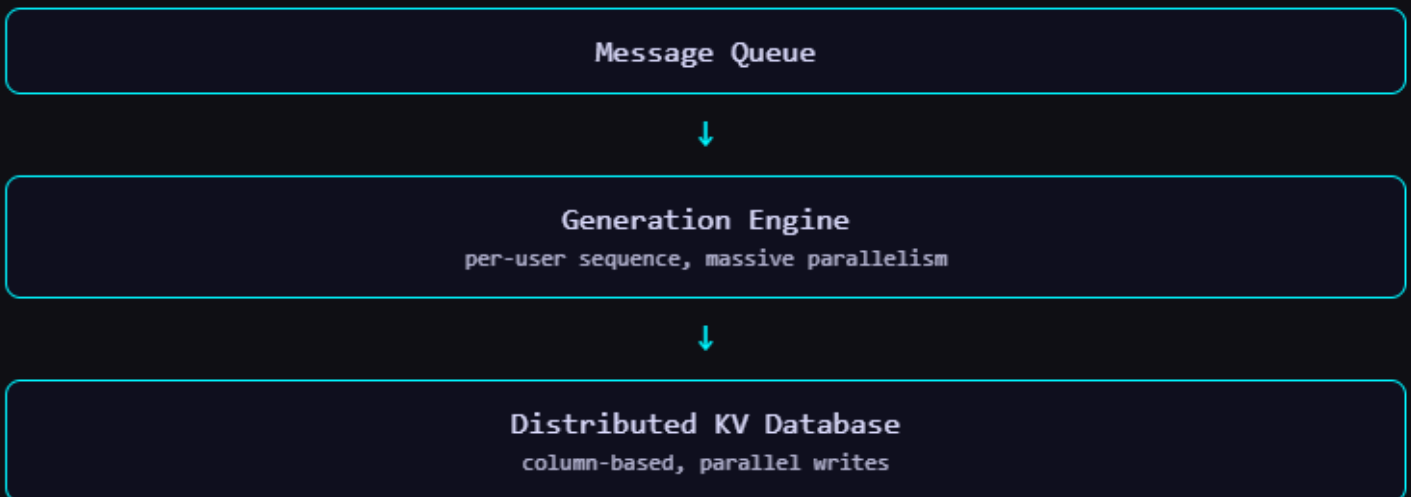 Message Queue
↓
Generation Engine
per-user sequence, massive parallelism
↓
Distributed KV Database
column-based, parallel writes